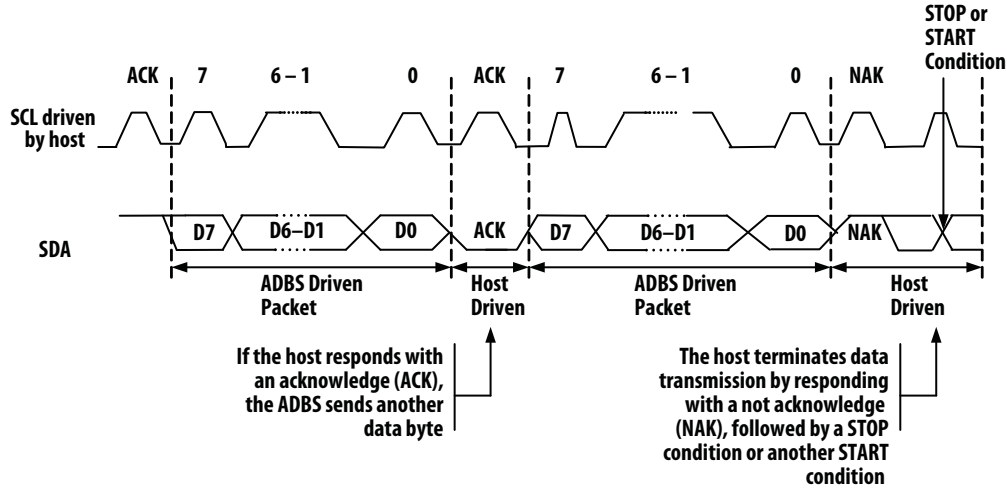 STOP or
START
Condition
ACK 7 6 – 1 0 ACK 7 6 – 1 0 NAK
SCL driven
by host
SDA
D7 D6–D1 D0 ACK D7 D6–D1 D0 NAK
ADBS Driven
Packet
Host
Driven
ADBS Driven
Packet
Host
Driven
If the host responds with
an acknowledge (ACK),
the ADBS sends another
data byte
The host terminates data
transmission by responding
with a not acknowledge
(NAK), followed by a STOP
condition or another START
condition